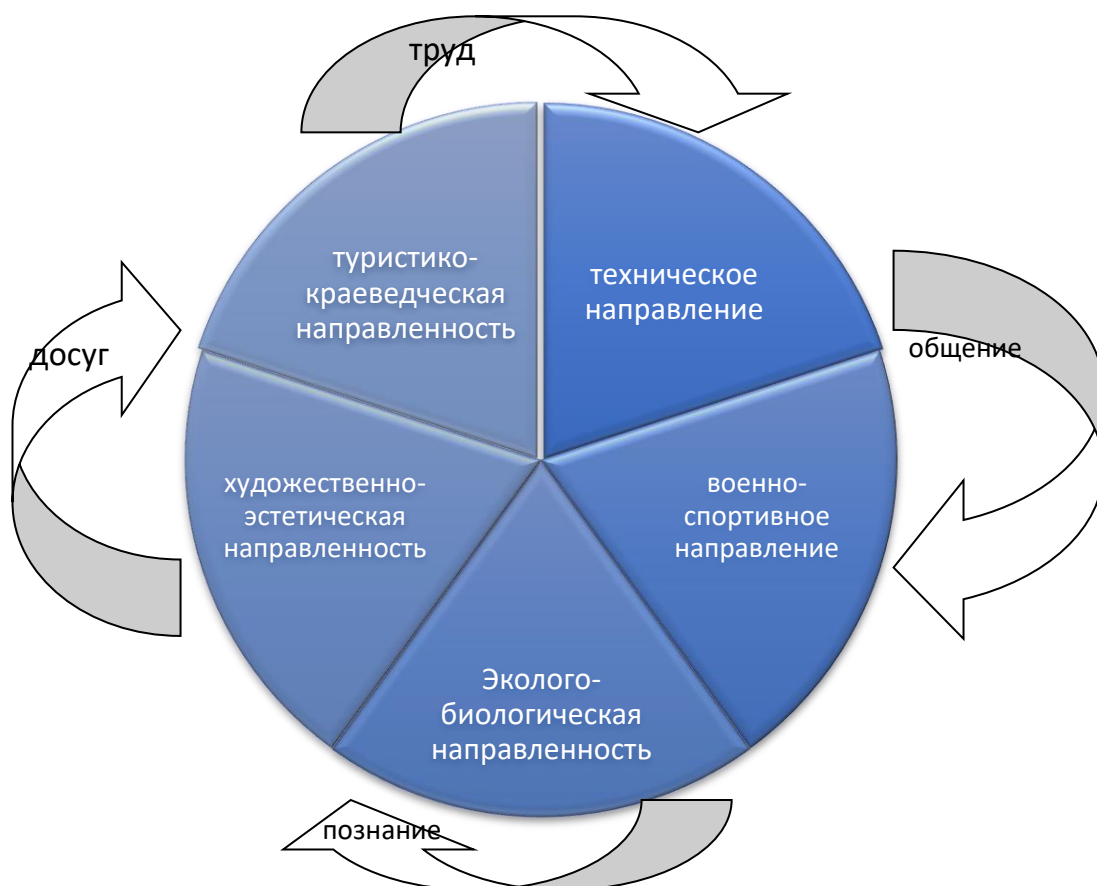 труд
туристико-
краеведческая
направленность
техническое
направление
досуг
общение
художественно-
эстетическая
направленность
военно-
спортивное
направление
Эколого-
биологическая
направленность
познание